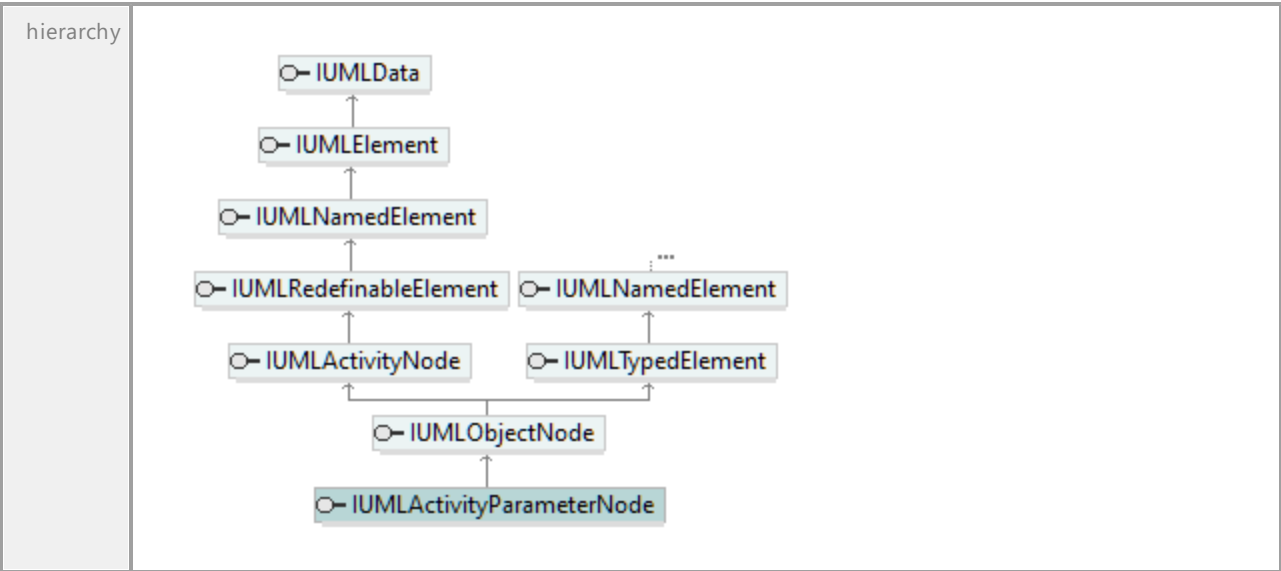 hierarchy
IUMLData
IUMLElement
IUMLNamedElement
...
IUMLRedefinableElement IUMLNamedElement
IUMLActivityNode IUMLTypedElement
IUMLObjectNode
IUMLActivityParameterNode